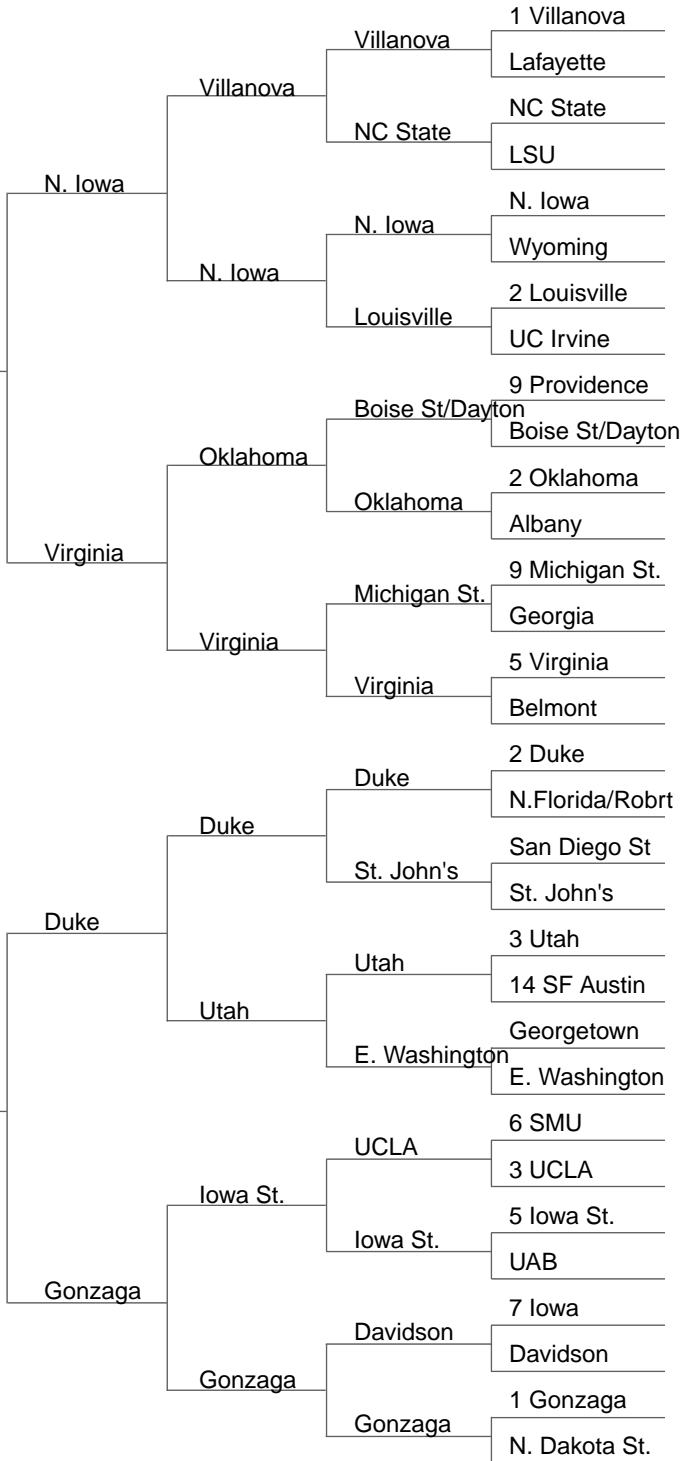 1 Villanova
Villanova
Lafayette
Villanova
NC State
NC State
LSU
N. Iowa
N. Iowa
N. Iowa
Wyoming
N. Iowa
2 Louisville
Louisville
UC Irvine
9 Providence
Boise St/Dayton
Boise St/Dayton
Oklahoma
2 Oklahoma
Oklahoma
Albany
Virginia
9 Michigan St.
Michigan St.
Georgia
Virginia
5 Virginia
Virginia
Belmont
2 Duke
Duke
N.Florida/Robrt
Duke
San Diego St
St. John's
St. John's
Duke
3 Utah
Utah
14 SF Austin
Utah
Georgetown
E. Washington
E. Washington
6 SMU
UCLA
3 UCLA
Iowa St.
5 Iowa St.
Iowa St.
UAB
Gonzaga
7 Iowa
Davidson
Davidson
Gonzaga
1 Gonzaga
Gonzaga
N. Dakota St.